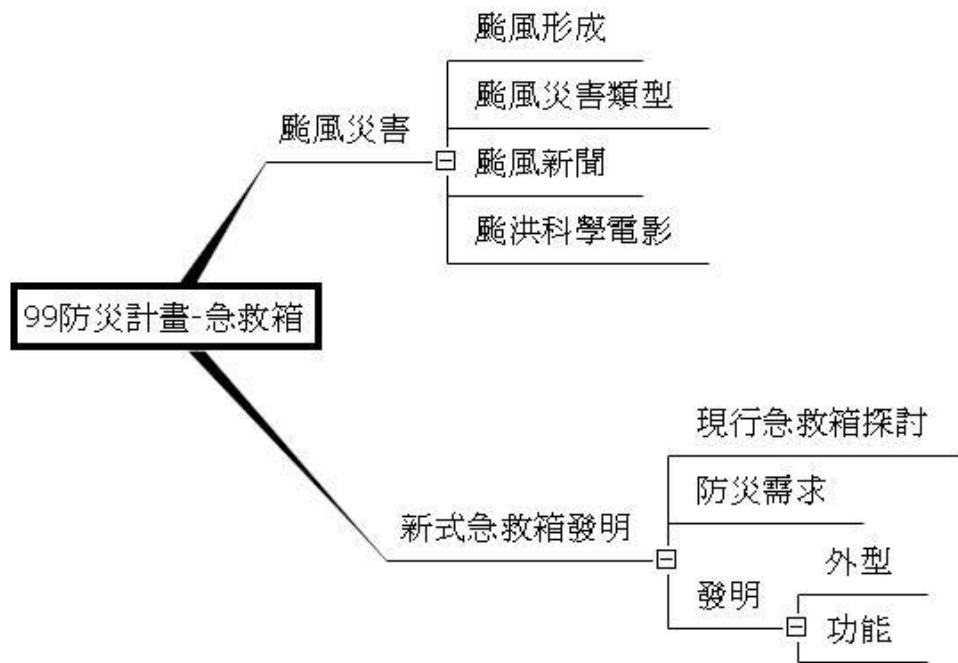 颱風形成
颱風災害類型
颱風災害
颱風新聞
颱洪科學電影
99防災計畫-急救箱
現行急救箱探討
防災需求
新式急救箱發明
外型
發明
功能